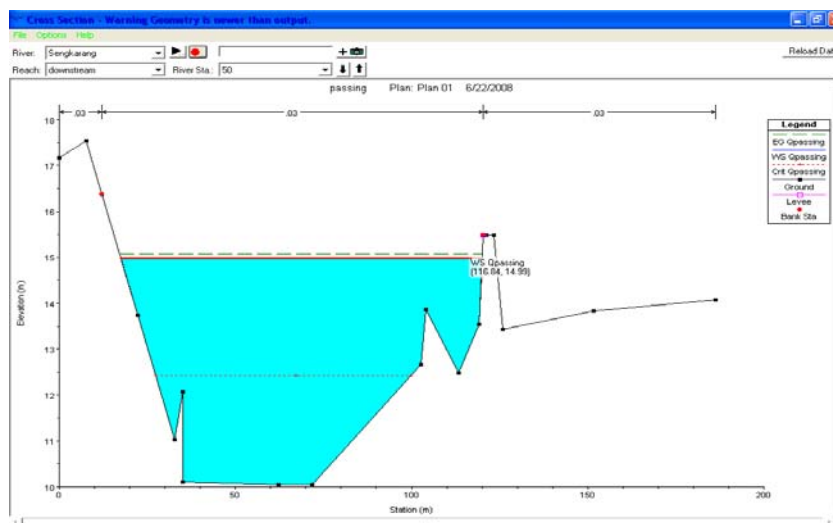 Cross Section - Warning Geometry is newer than output.
File Options Help
River: Sengkarang
Reload Dat
Reach: downstream River Sta.: 50
passing Plan: Plan 01 6/22/2008
.03 .03 .03
Legend
EG Qpassing
WS Qpassing
Crit Qpassing
Ground
Levee
Bank Sta
WS Qpassing
(116.84, 14.99)
18
17
16
15
14
13
12
11
10
Elevation (m)
0 50 100 150 200
Station (m)